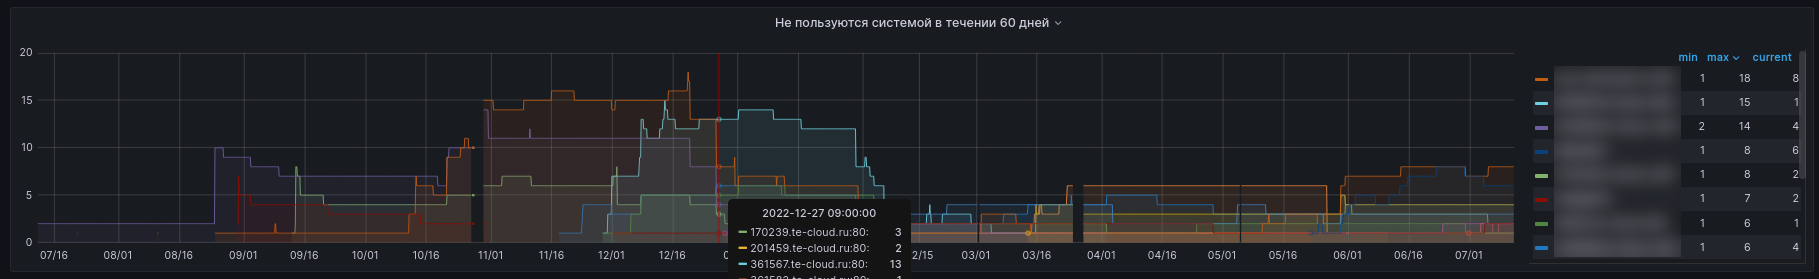 Не пользуются системой в течении 60 дней
20
15
10
5
0
07/16 08/01 08/16 09/01 09/16 10/01 10/16 11/01 11/16 12/01 12/16 2/15 03/01 03/16 04/01 04/16 05/01 05/16 06/01 06/16 07/01
2022-12-27 09:00:00
170239.te-cloud.ru:80: 3
201459.te-cloud.ru:80: 2
361567.te-cloud.ru:80: 13
min max current
1 18 8
1 15 1
2 14 4
1 8 6
1 8 2
1 7 2
1 6 1
1 6 4